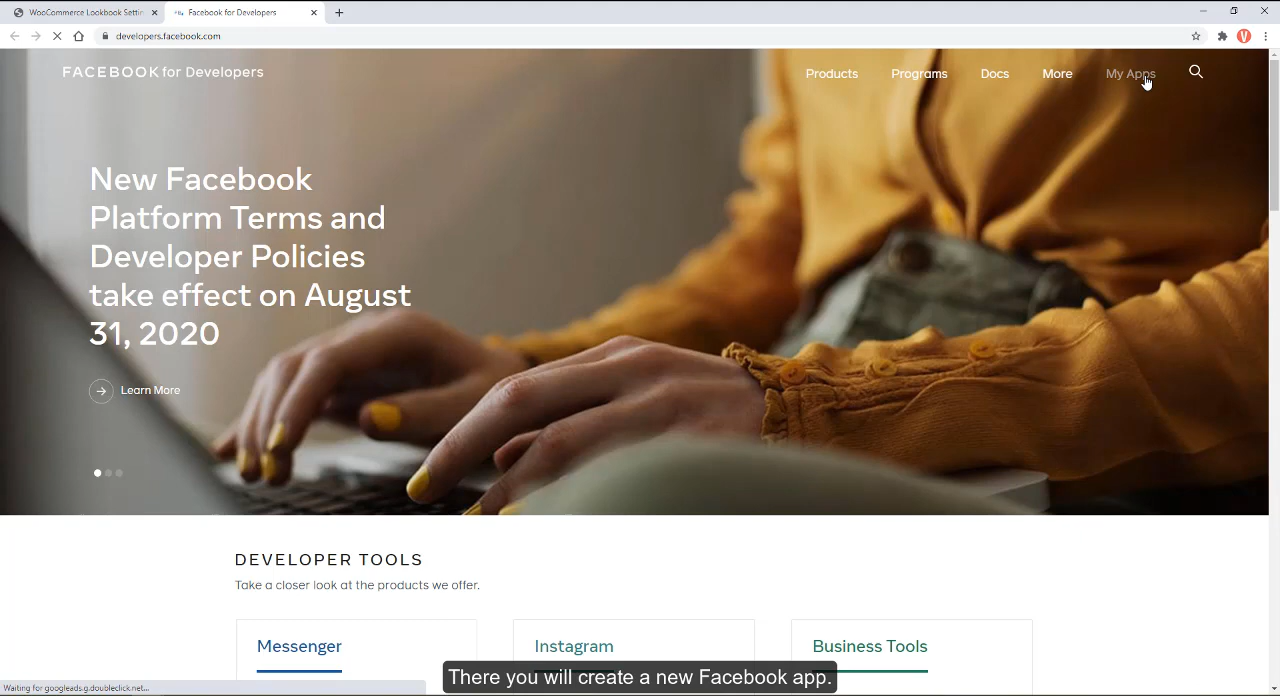 WooCommerce Lookbook Settin
Facebook for Developers
developers.facebook.com
FACEBOOK for Developers
Products
Programs
Docs
More
My Apps
New Facebook
Platform Terms and
Developer Policies
take effect on August
31, 2020
Learn More
DEVELOPER TOOLS
Take a closer look at the products we offer.
Messenger
Instagram
Business Tools
There you will create a new Facebook app.
Waiting for googleads.g.doubleclick.net...